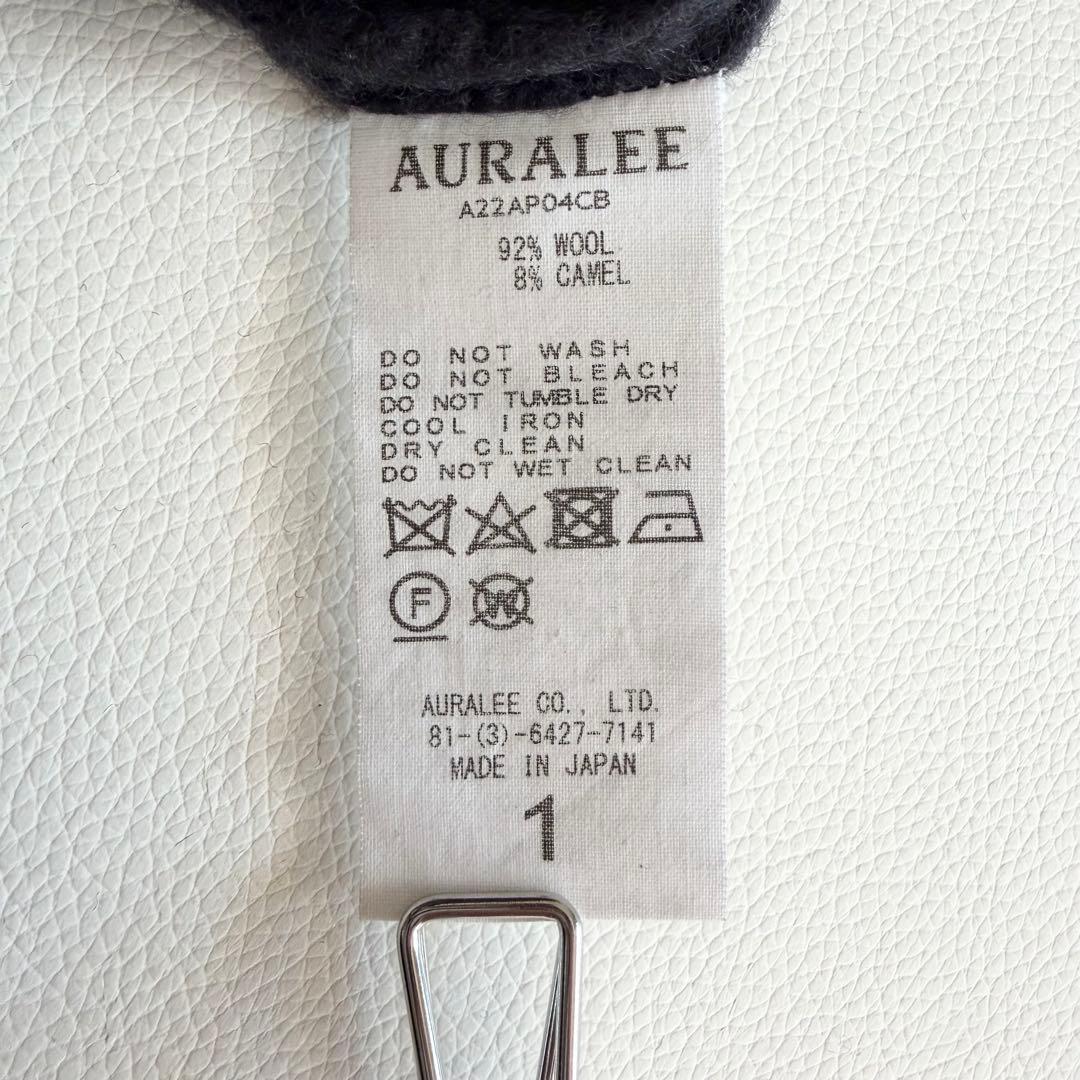 AURALEE
A22AP04CB
92% WOOL
8% CAMEL
DO NOT WASH
DO NOT BLEACH
DO NOT TUMBLE DRY
COOL IRON
DRY CLEAN
DO NOT WET CLEAN
F W
AURALEE CO., LTD.
81-(3)-6427-7141
MADE IN JAPAN
1